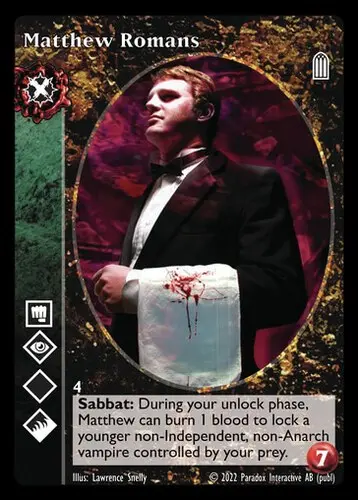 Matthew Romans
4
Sabbat: During your unlock phase,
Matthew can burn 1 blood to lock a
younger non-Independent, non-Anarch
vampire controlled by your prey.
7
Illus: Lawrence Snelly © 2022 Paradox Interactive AB (publ)